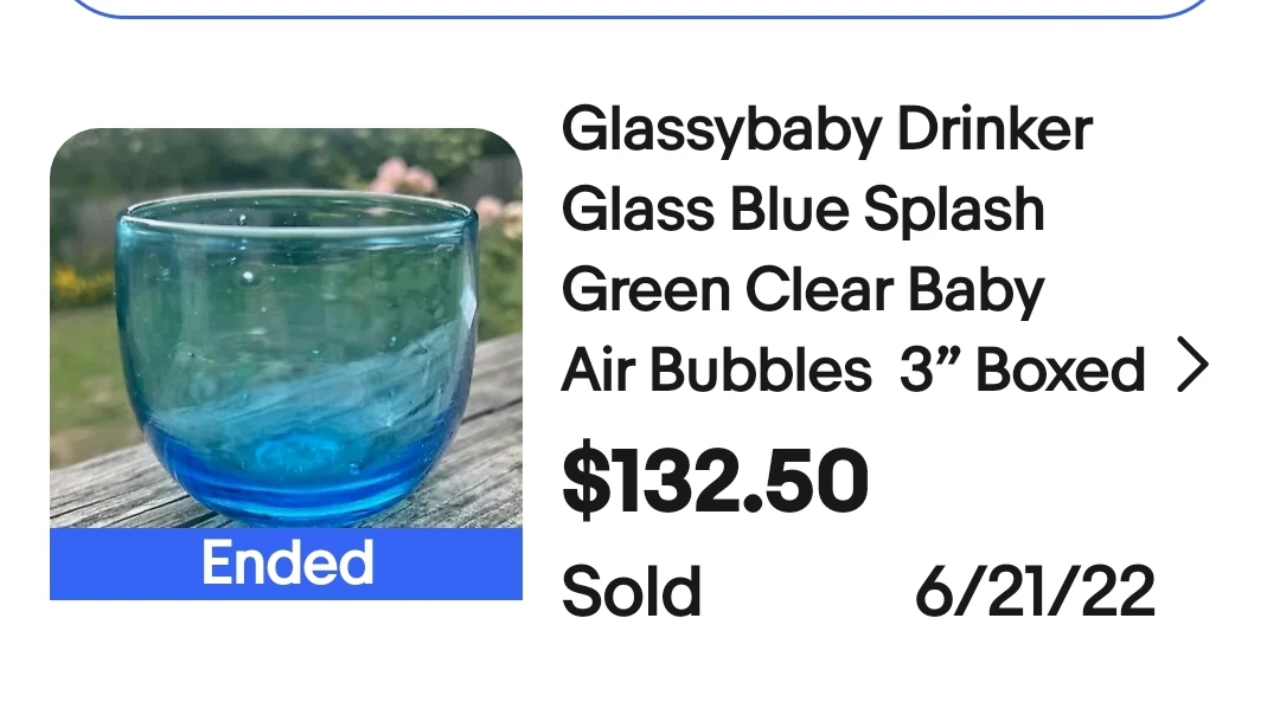 Glassybaby Drinker
Glass Blue Splash
Green Clear Baby
Air Bubbles  3” Boxed
$132.50
Ended
Sold 6/21/22